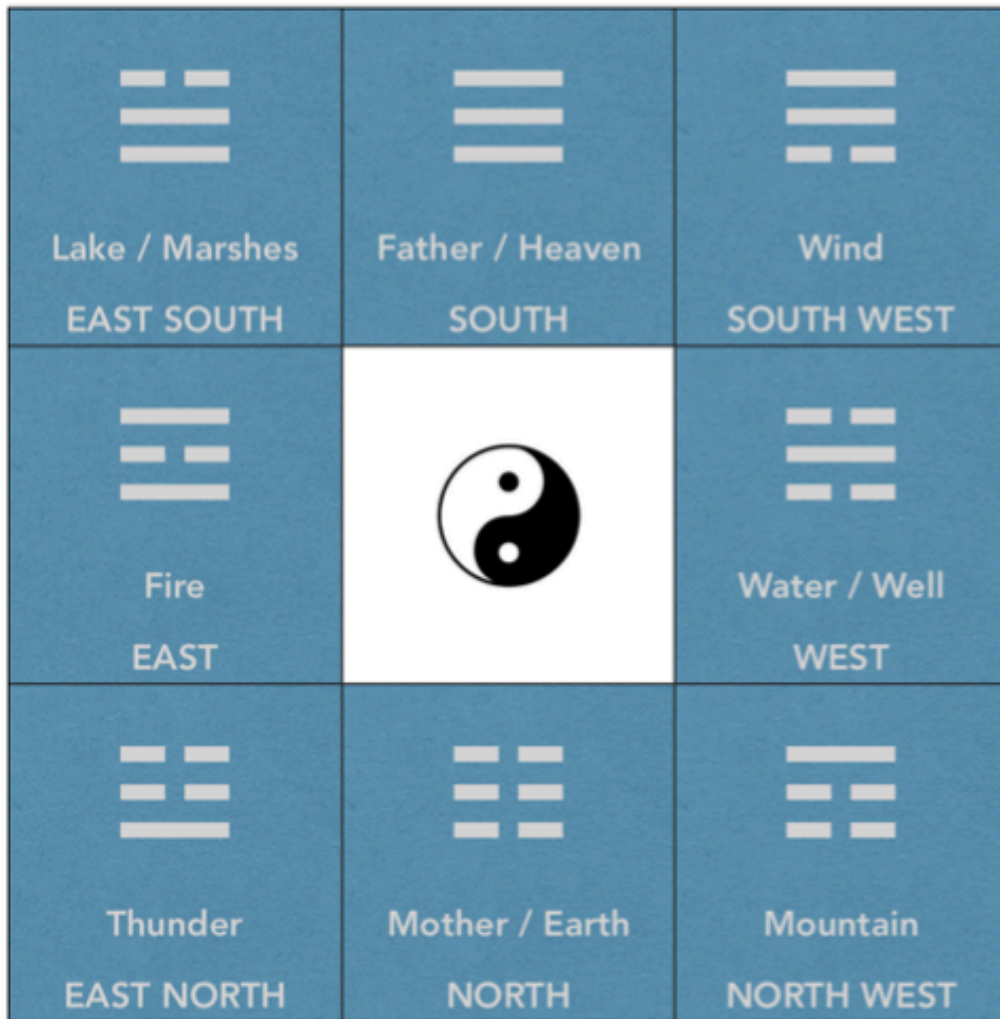 Lake / Marshes
EAST SOUTH
Father / Heaven
SOUTH
Wind
SOUTH WEST
Fire
EAST
Water / Well
WEST
Thunder
EAST NORTH
Mother / Earth
NORTH
Mountain
NORTH WEST